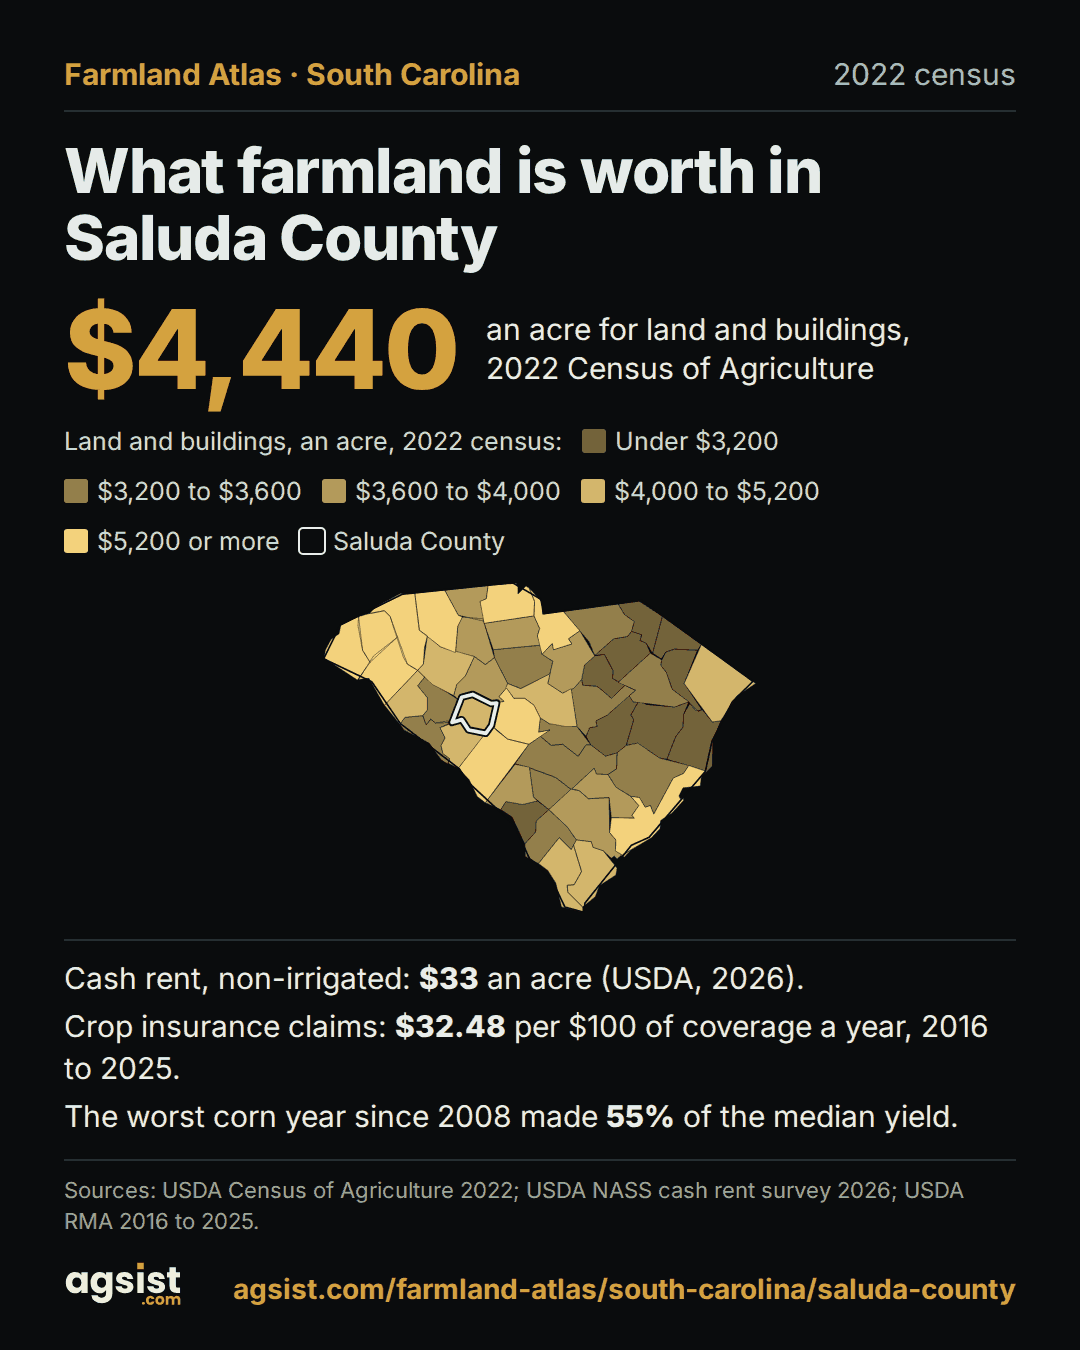 Farmland Atlas · South Carolina
2022 census
What farmland is worth in
Saluda County
$4,440
an acre for land and buildings,
2022 Census of Agriculture
Land and buildings, an acre, 2022 census: Under $3,200
$3,200 to $3,600 $3,600 to $4,000 $4,000 to $5,200
$5,200 or more Saluda County
Cash rent, non-irrigated: $33 an acre (USDA, 2026).
Crop insurance claims: $32.48 per $100 of coverage a year, 2016
to 2025.
The worst corn year since 2008 made 55% of the median yield.
Sources: USDA Census of Agriculture 2022; USDA NASS cash rent survey 2026; USDA
RMA 2016 to 2025.
agsist
.com
agsist.com/farmland-atlas/south-carolina/saluda-county